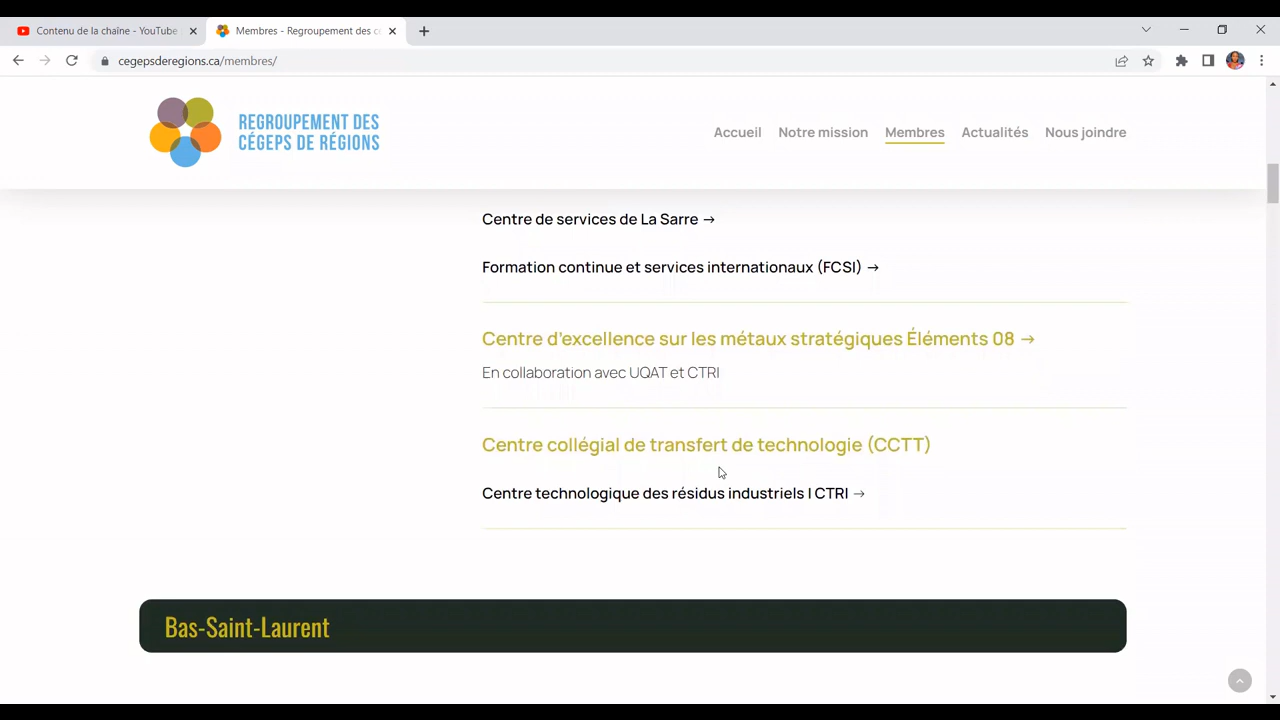 Contenu de la chaîne - YouTube
Membres - Regroupement des c
cegepsderegions.ca/membres/
REGROUPEMENT DES
CÉGEPS DE RÉGIONS
Accueil Notre mission Membres Actualités Nous joindre
Centre de services de La Sarre →
Formation continue et services internationaux (FCSI) →
Centre d'excellence sur les métaux stratégiques Éléments 08 →
En collaboration avec UQAT et CTRI
Centre collégial de transfert de technologie (CCTT)
Centre technologique des résidus industriels | CTRI →
Bas-Saint-Laurent